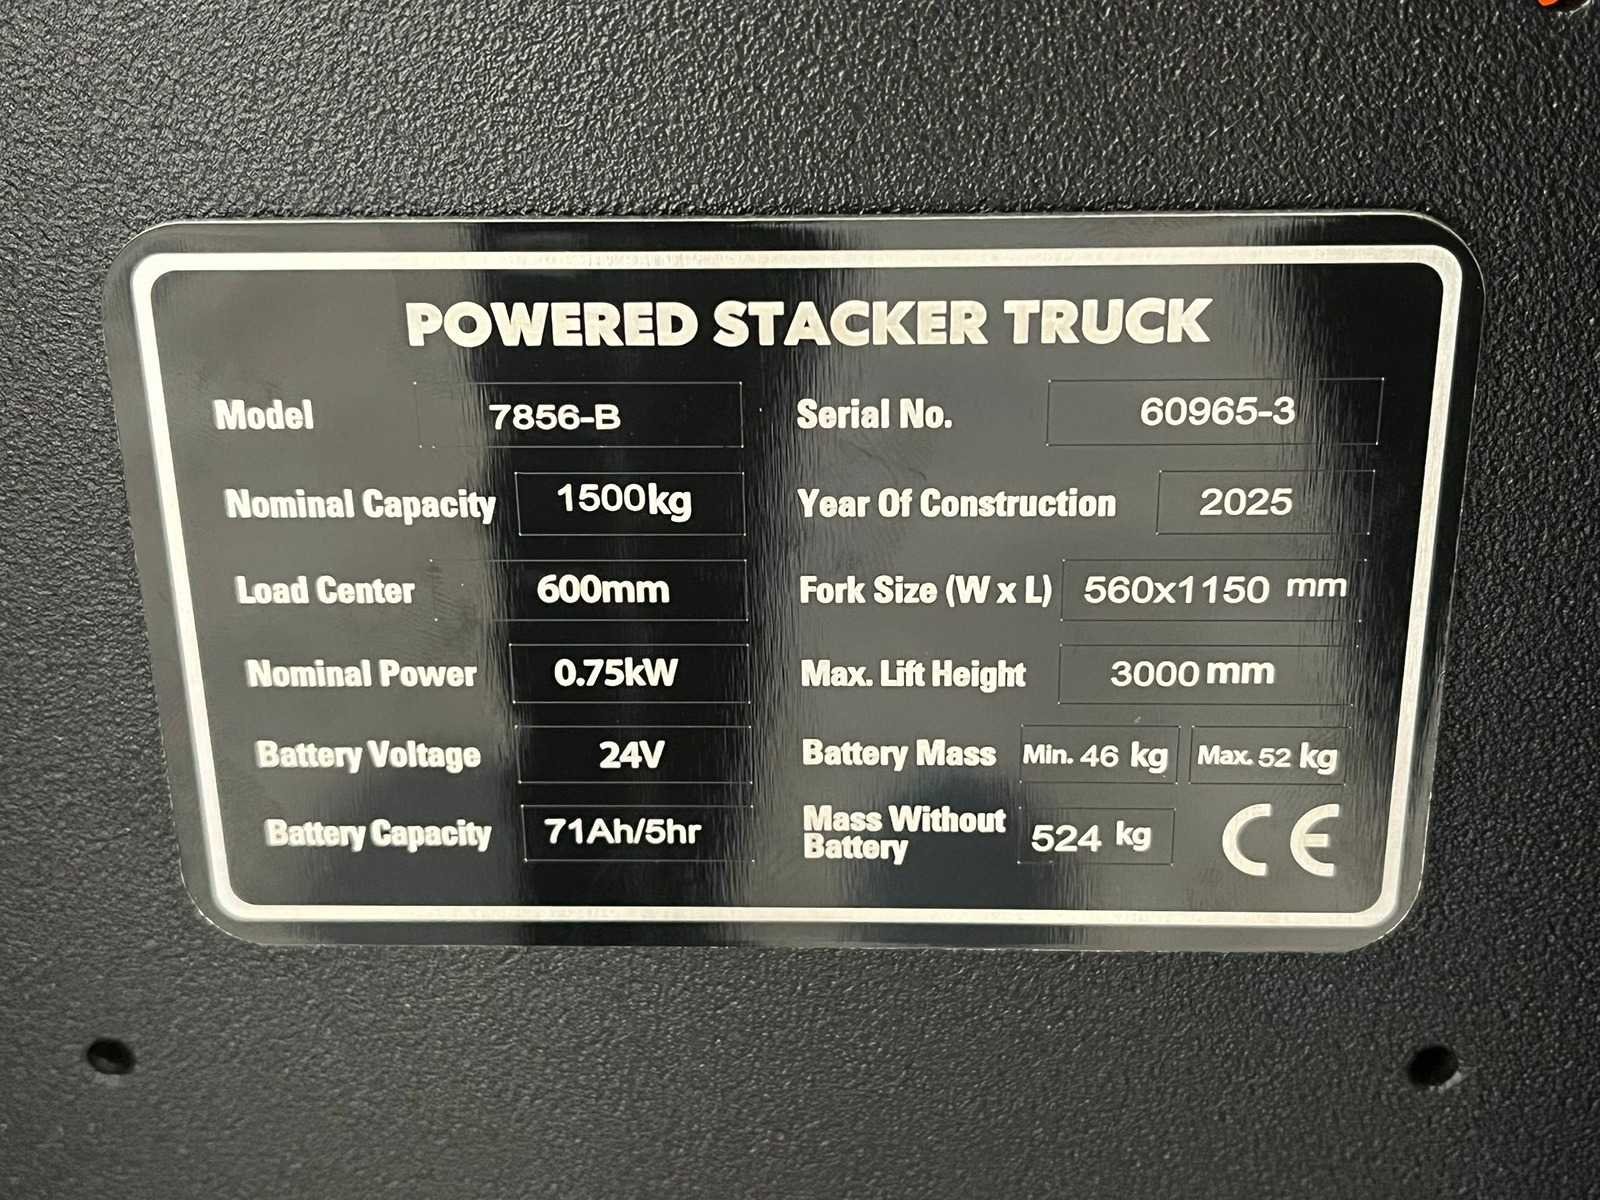 POWERED STACKER TRUCK
Model 7856-B Serial No. 60965-3
Nominal Capacity 1500kg Year Of Construction 2025
Load Center 600mm Fork Size (W x L) 560x1150 mm
Nominal Power 0.75kW Max. Lift Height 3000 mm
Battery Voltage 24V Battery Mass Min. 46 kg Max. 52 kg
Battery Capacity 71Ah/5hr Mass Without Battery 524 kg CE